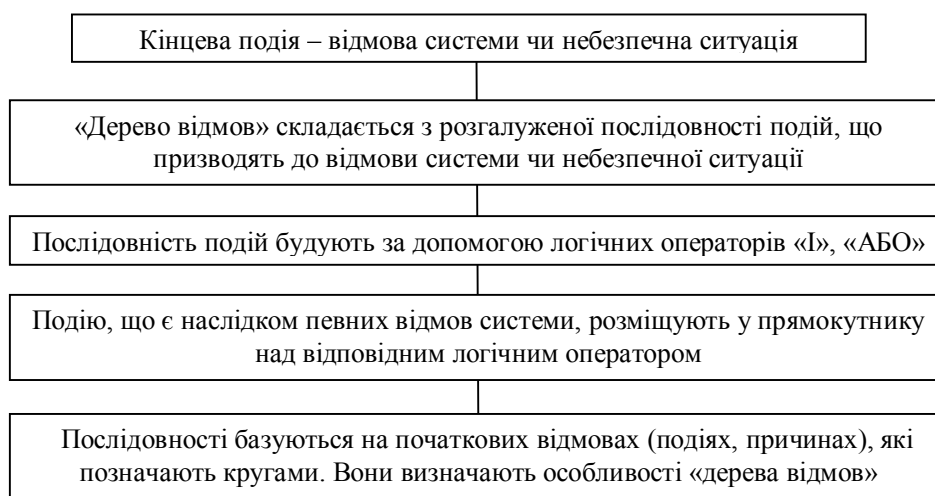 Кінцева подія – відмова системи чи небезпечна ситуація
«Дерево відмов» складається з розгалуженої послідовності подій, що
призводять до відмови системи чи небезпечної ситуації
Послідовність подій будують за допомогою логічних операторів «І», «АБО»
Подію, що є наслідком певних відмов системи, розміщують у прямокутнику
над відповідним логічним оператором
Послідовності базуються на початкових відмовах (подіях, причинах), які
позначають кругами. Вони визначають особливості «дерева відмов»